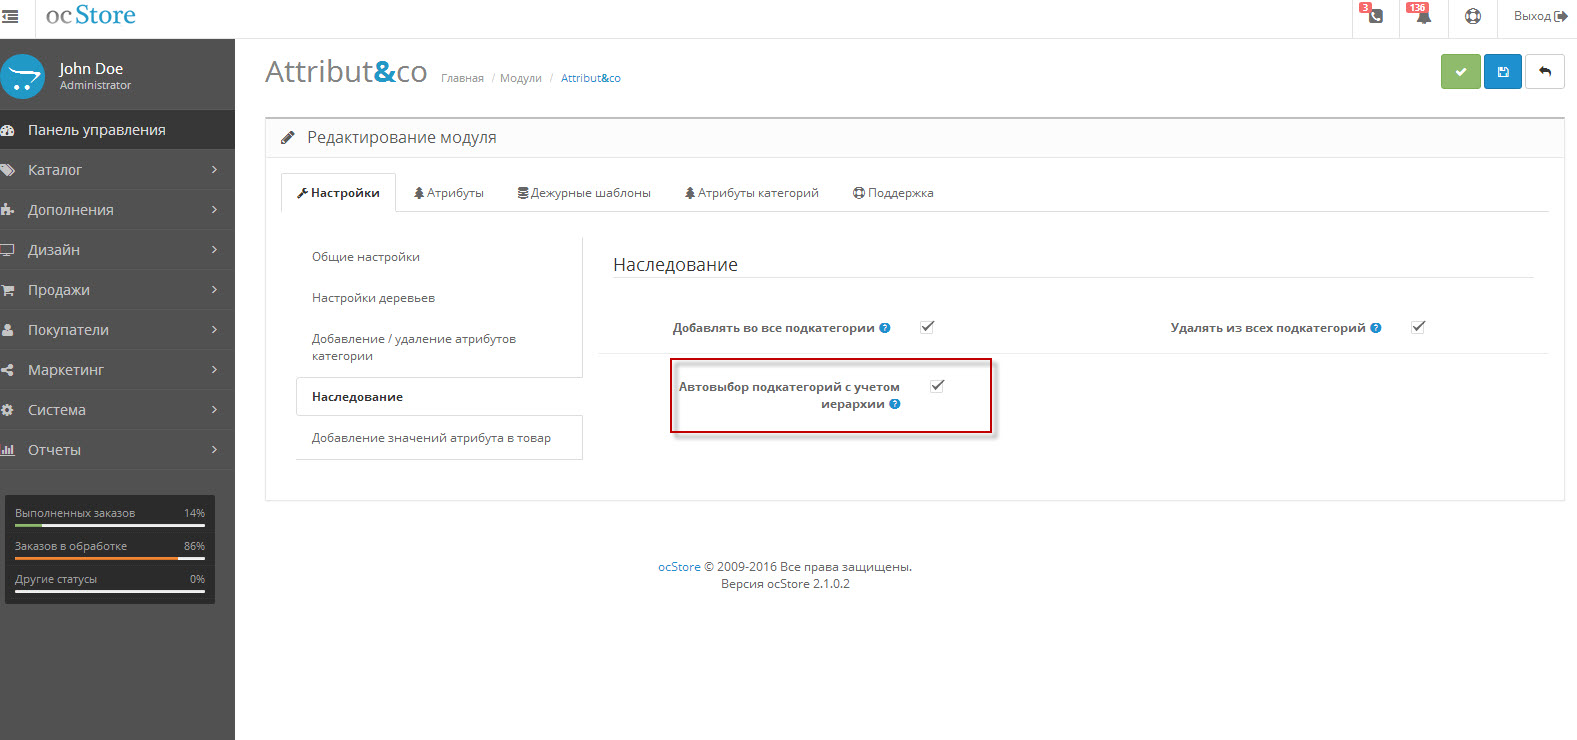 ocStore
3
136
Выход
John Doe
Administrator
Attribut&co
Главная / Модули / Attribut&co
Панель управления
Каталог
Дополнения
Дизайн
Продажи
Покупатели
Маркетинг
Система
Отчеты
Выполненных заказов 14%
Заказов в обработке 86%
Другие статусы 0%
Редактирование модуля
Настройки Атрибуты Дежурные шаблоны Атрибуты категорий Поддержка
Общие настройки
Настройки деревьев
Добавление / удаление атрибутов
категории
Наследование
Добавление значений атрибута в товар
Наследование
Добавлять во все подкатегории ?
Удалять из всех подкатегорий ?
Автовыбор подкатегорий с учетом
иерархии ?
ocStore © 2009-2016 Все права защищены.
Версия ocStore 2.1.0.2